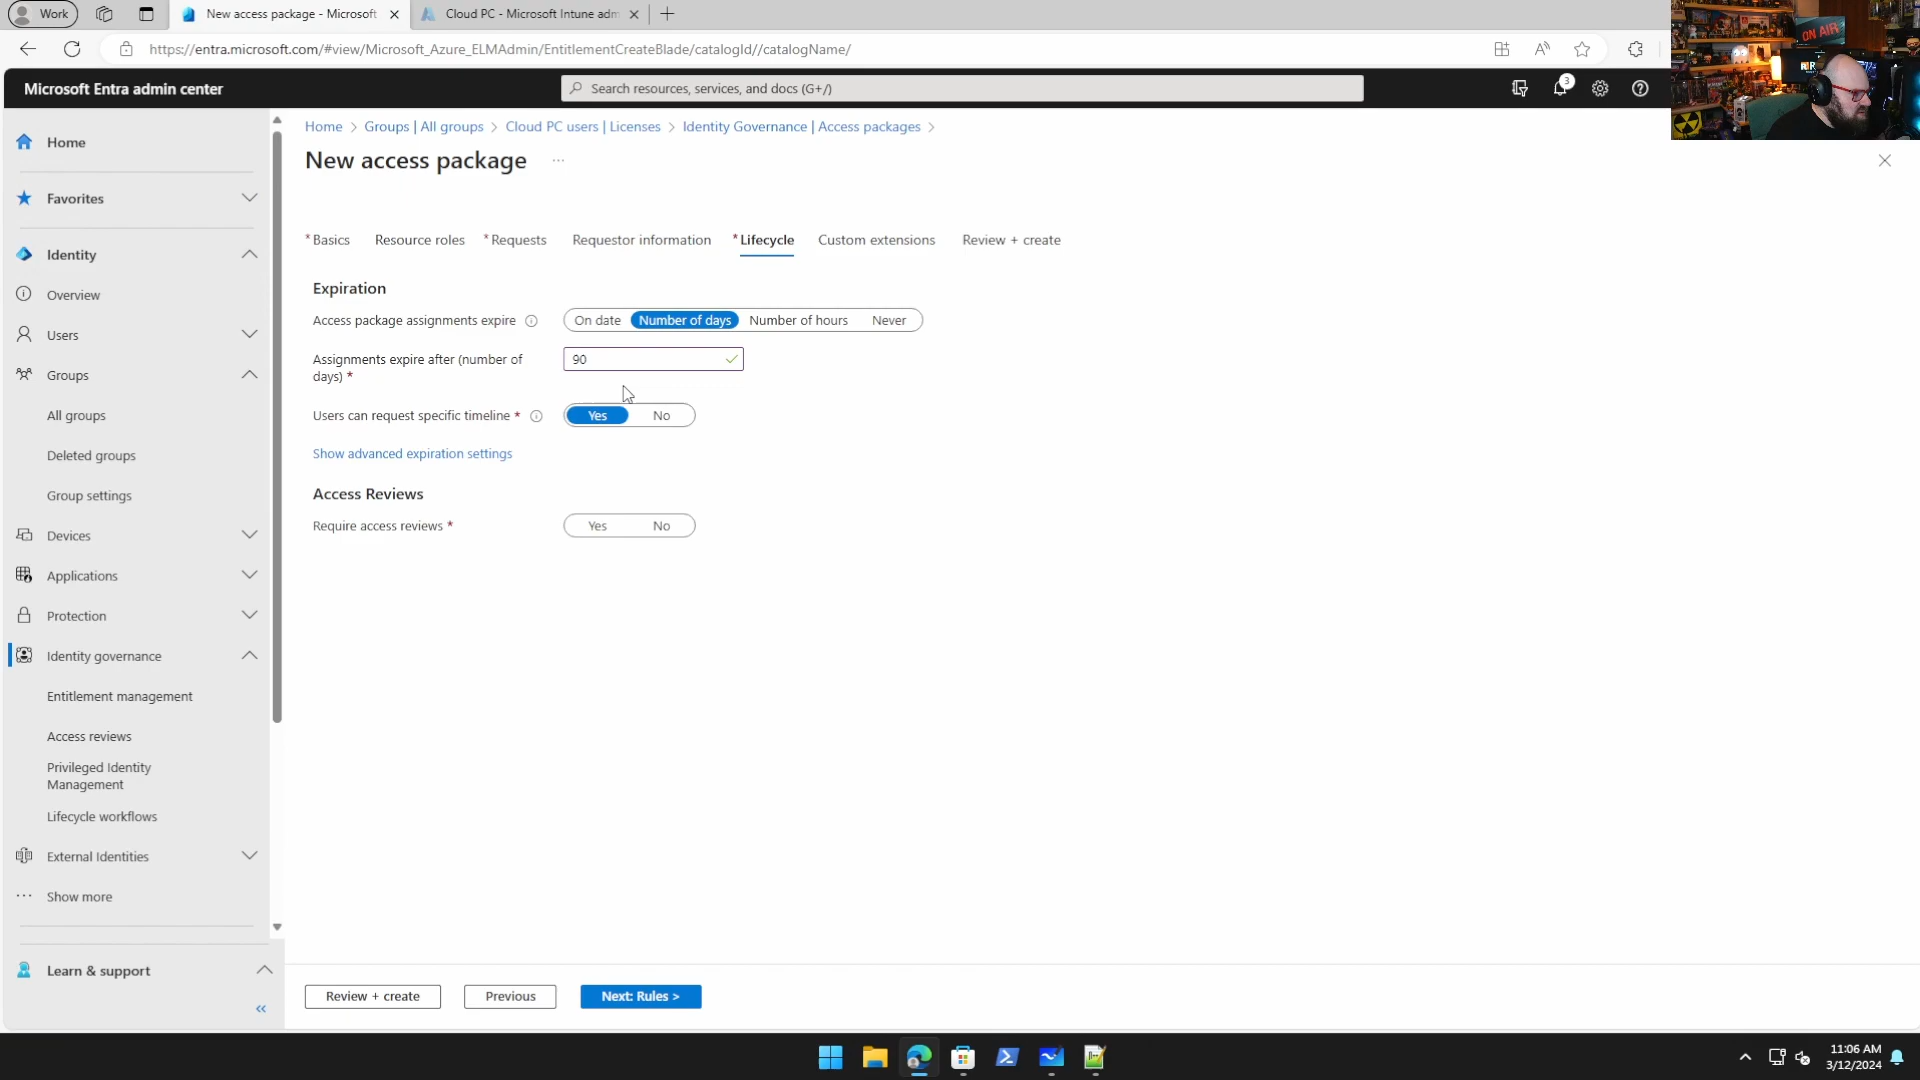 Work
New access package - Microsoft
Cloud PC - Microsoft Intune adm
https://entra.microsoft.com/#view/Microsoft_Azure_ELMAdmin/EntitlementCreateBlade/catalogId//catalogName/
ON AIR
Microsoft Entra admin center
Search resources, services, and docs (G+/)
3
Home > Groups | All groups > Cloud PC users | Licenses > Identity Governance | Access packages >
New access package ...
Home
Favorites
Identity
Overview
Users
Groups
All groups
Deleted groups
Group settings
Devices
Applications
Protection
Identity governance
Entitlement management
Access reviews
Privileged Identity
Management
Lifecycle workflows
External Identities
Show more
Learn & support
* Basics Resource roles * Requests Requestor information * Lifecycle Custom extensions Review + create
Expiration
Access package assignments expire On date Number of days Number of hours Never
Assignments expire after (number of
days) *
90
Users can request specific timeline * Yes No
Show advanced expiration settings
Access Reviews
Require access reviews * Yes No
Review + create Previous Next: Rules >
11:06 AM
3/12/2024